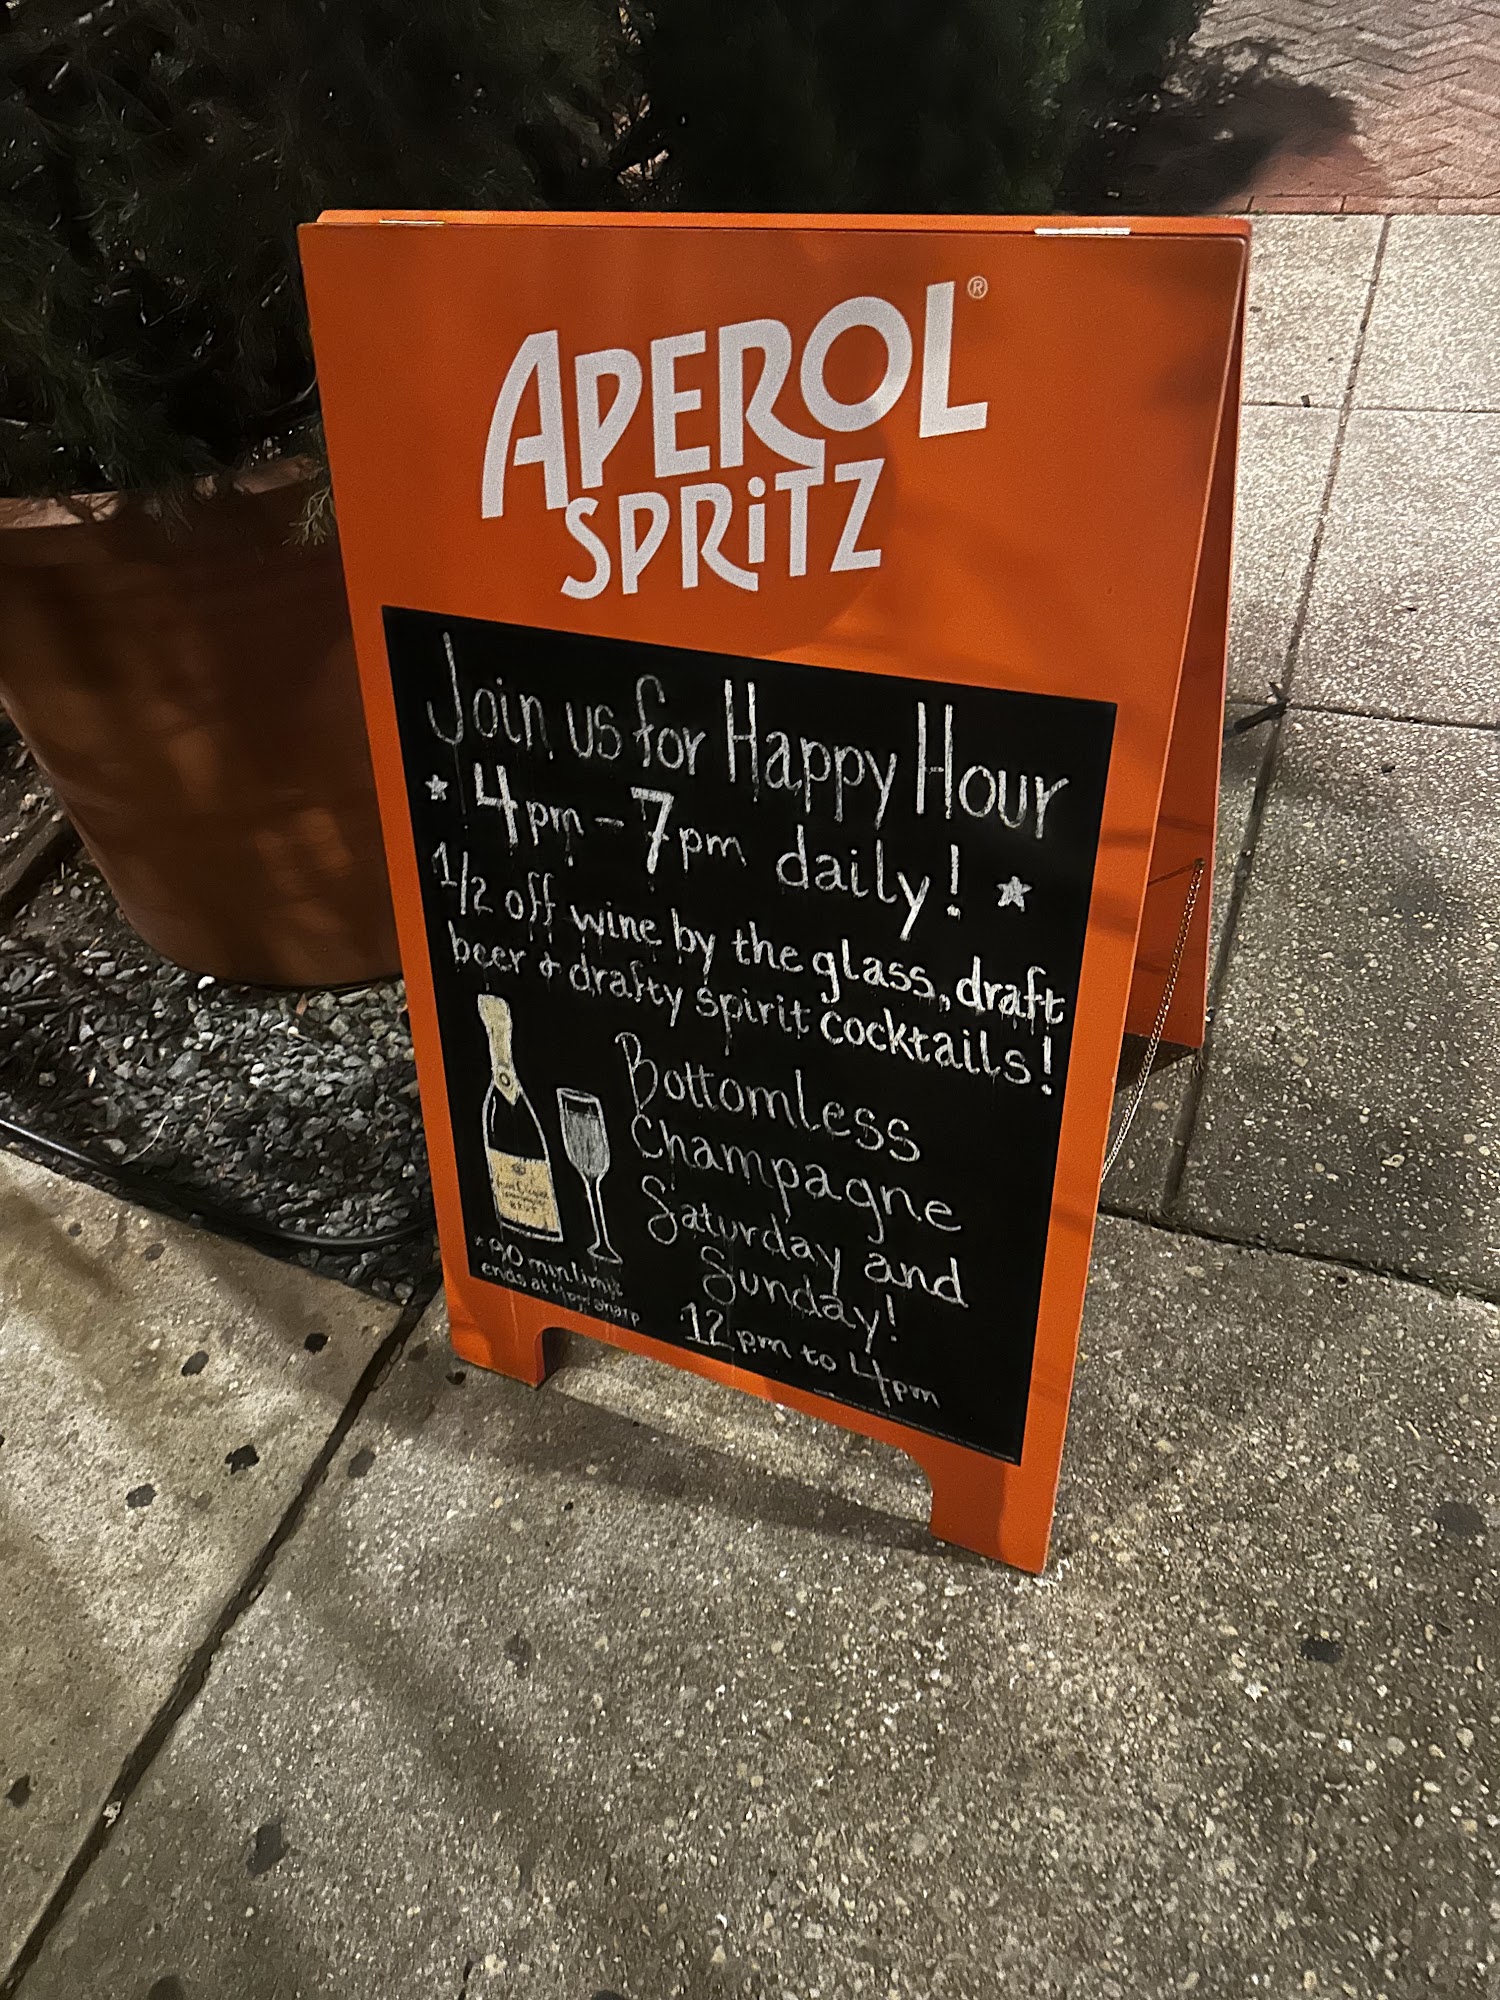 APEROL®
SPRiTZ
Join us for Happy Hour
* 4pm – 7pm daily! *
1/2 off wine by the glass, draft
beer + drafty spirit cocktails!
Bottomless
Champagne
Saturday and
Sunday!
12pm to 4pm
BRUT
*90 min limit
ends at 4pm sharp